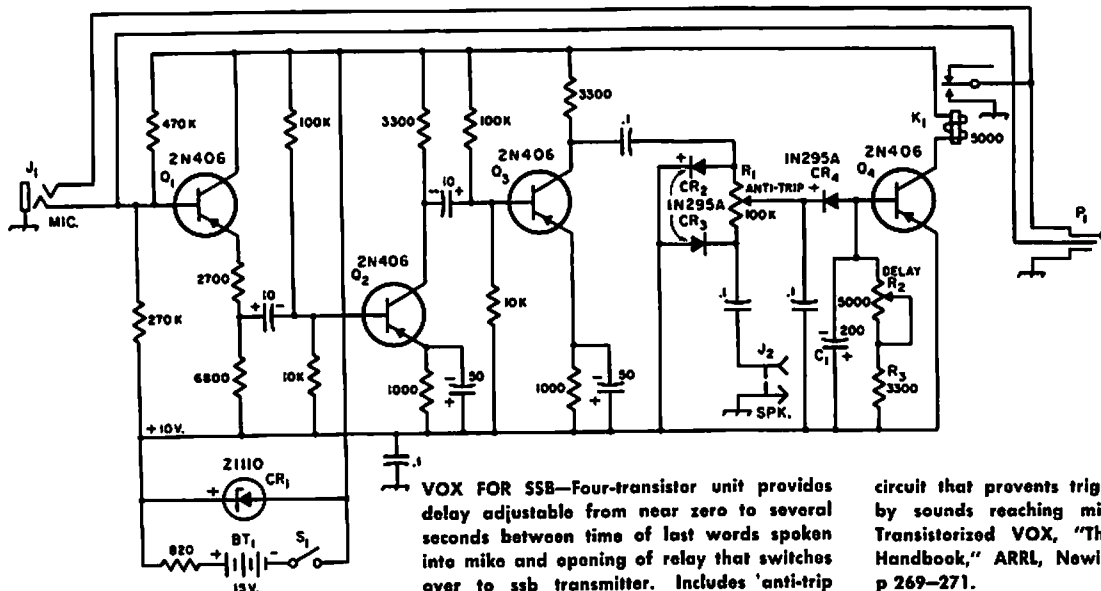 J1
MIC.
470K
270K
2N406
Q1
2700
6800
+ 10 -
100K
10K
2N406
Q2
3300
1000
- 50 +
- 10 +
100K
10K
2N406
Q3
3300
1000
- 50 +
.1
+
CR2
1N295A
CR3
R1
ANTI-TRIP
100K
.1
J2
SPK.
.1
+
1N295A
CR4
2N406
Q4
K1
5000
DELAY
R2
5000
- 200
C1 +
R3
3300
P1
+10V.
.1
Z1110
+ CR1
820
+ BT1 -
15V.
S1
VOX FOR SSB—Four-transistor unit provides
delay adjustable from near zero to several
seconds between time of last words spoken
into mike and opening of relay that switches
over to ssb transmitter. Includes 'anti-trip
circuit that prevents trig
by sounds reaching mi
Transistorized VOX, "Th
Handbook," ARRL, Newi
p 269–271.